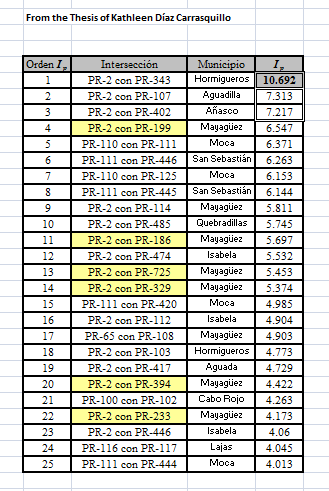 From the Thesis of Kathleen Díaz Carrasquillo
Orden Ip Intersección Municipio Ip
1 PR-2 con PR-343 Hormigueros 10.692
2 PR-2 con PR-107 Aguadilla 7.313
3 PR-2 con PR-402 Añasco 7.217
4 PR-2 con PR-199 Mayagüez 6.547
5 PR-110 con PR-111 Moca 6.371
6 PR-111 con PR-446 San Sebastián 6.263
7 PR-110 con PR-125 Moca 6.153
8 PR-111 con PR-445 San Sebastián 6.144
9 PR-2 con PR-114 Mayagüez 5.811
10 PR-2 con PR-485 Quebradillas 5.745
11 PR-2 con PR-186 Mayagüez 5.697
12 PR-2 con PR-474 Isabela 5.532
13 PR-2 con PR-725 Mayagüez 5.453
14 PR-2 con PR-329 Mayagüez 5.374
15 PR-111 con PR-420 Moca 4.985
16 PR-2 con PR-112 Isabela 4.904
17 PR-65 con PR-108 Mayagüez 4.903
18 PR-2 con PR-103 Hormigueros 4.773
19 PR-2 con PR-417 Aguada 4.729
20 PR-2 con PR-394 Mayagüez 4.422
21 PR-100 con PR-102 Cabo Rojo 4.263
22 PR-2 con PR-233 Mayagüez 4.173
23 PR-2 con PR-446 Isabela 4.06
24 PR-116 con PR-117 Lajas 4.045
25 PR-111 con PR-444 Moca 4.013